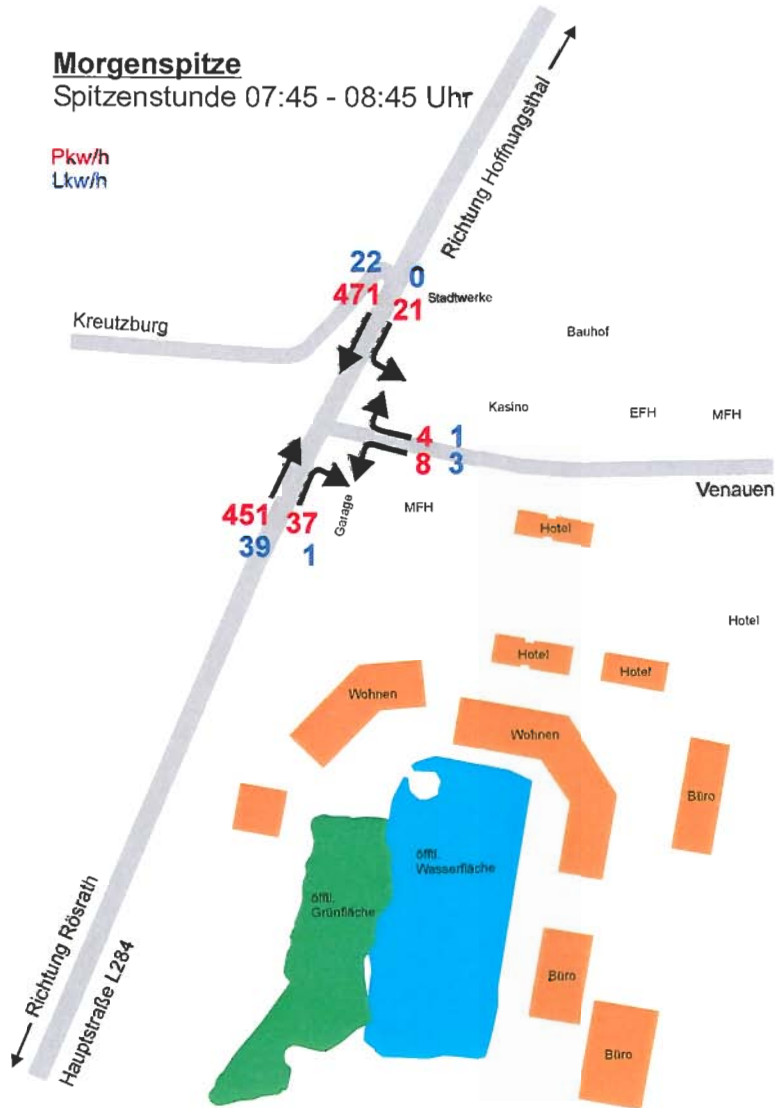 Morgenspitze
Spitzenstunde 07:45 - 08:45 Uhr
Pkw/h
Lkw/h
Richtung Hoffnungsthal
22 0
471 21 Stadtwerke
Kreutzburg
Bauhof
Kasino EFH MFH
4 1
8 3
Venauen
451 37 Garage MFH
39 1
Hotel
Hotel
Hotel
Hotel
Wohnen
Wohnen
Büro
öfftl.
Wasserfläche
öfftl.
Grünfläche
Richtung Rösrath
Hauptstraße L284
Büro
Büro